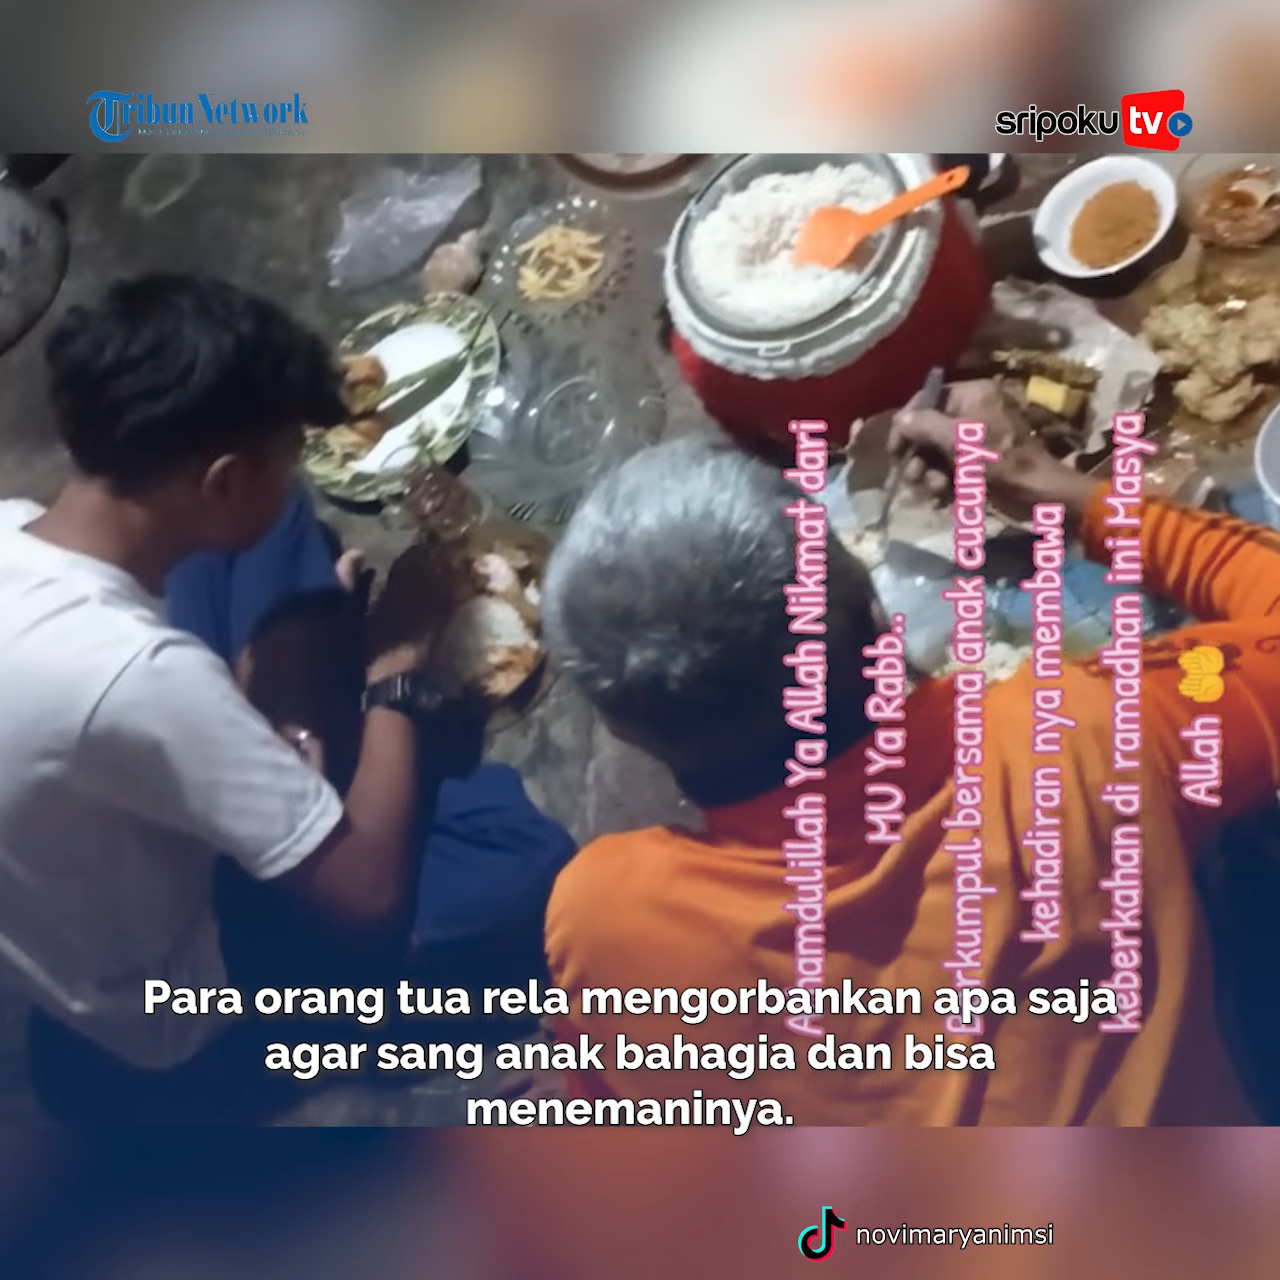 Tribun Network
sripoku tv
Alhamdulillah Ya Allah Nikmat dari
MU Ya Rabb..
Berkumpul bersama anak cucunya
kehadiran nya membawa
keberkahan di ramadhan ini Masya
Allah 🤲
Para orang tua rela mengorbankan apa saja
agar sang anak bahagia dan bisa
menemaninya.
novimaryanimsi